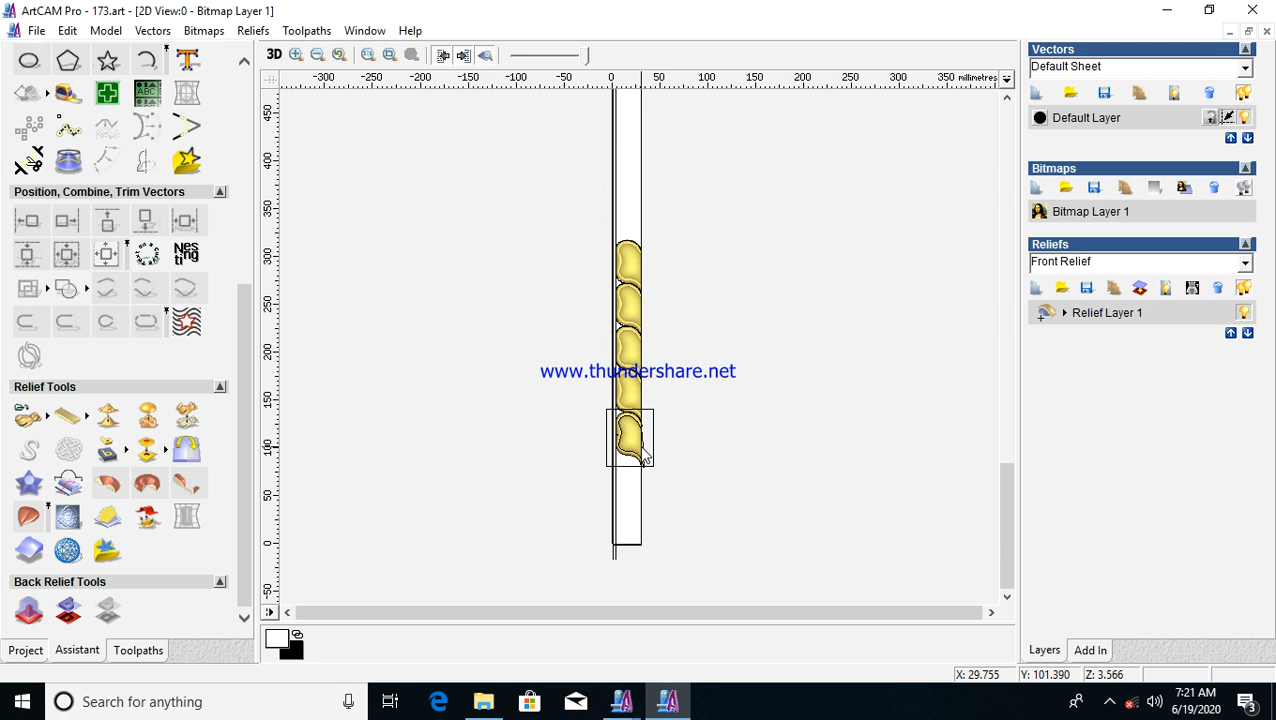 ArtCAM Pro - 173.art - [2D View:0 - Bitmap Layer 1]
File Edit Model Vectors Bitmaps Reliefs Toolpaths Window Help
3D
-300 -250 -200 -150 -100 -50 0 50 100 150 200 250 300 350 millimetres
450
400
350
300
250
200
150
100
50
0
-50
ABC
Nes
ting
Position, Combine, Trim Vectors
Relief Tools
Back Relief Tools
Project Assistant Toolpaths
www.thundershare.net
Vectors
Default Sheet
Default Layer
Bitmaps
Bitmap Layer 1
Reliefs
Front Relief
Relief Layer 1
Layers Add In
X: 29.755 Y: 101.390 Z: 3.566
Search for anything
7:21 AM
6/19/2020
3